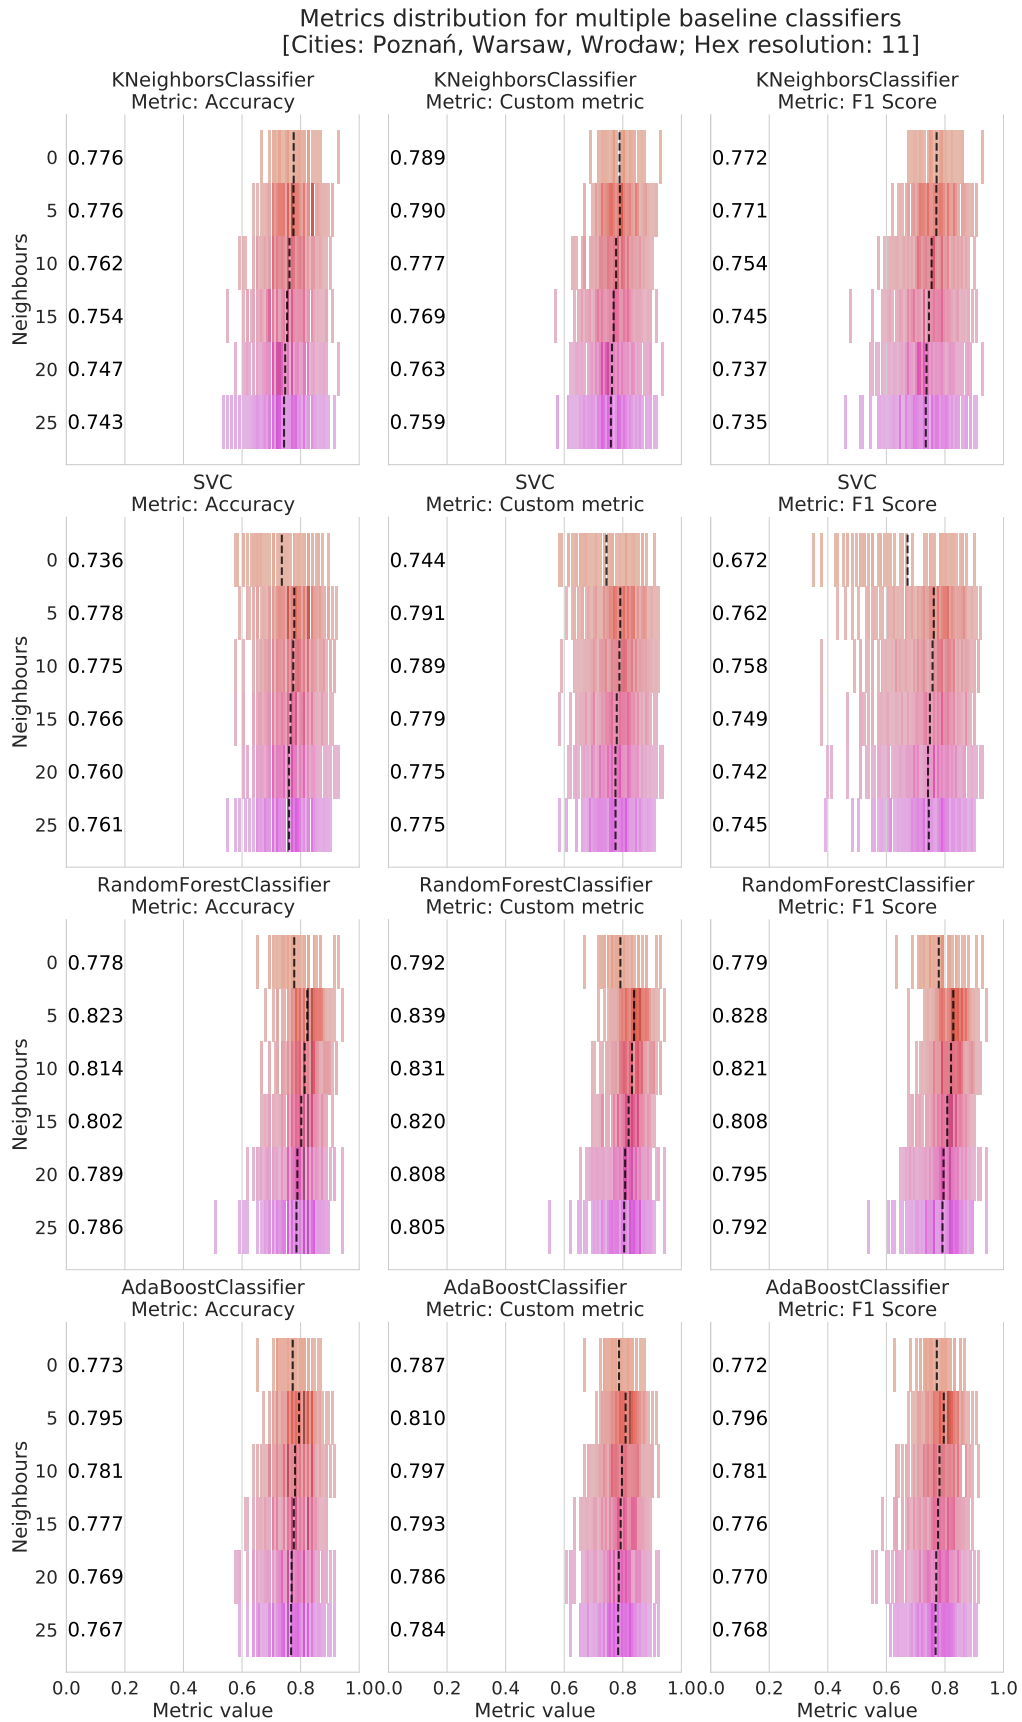 Metrics distribution for multiple baseline classifiers
[Cities: Poznań, Warsaw, Wrocław; Hex resolution: 11]
KNeighborsClassifier KNeighborsClassifier KNeighborsClassifier
Metric: Accuracy Metric: Custom metric Metric: F1 Score
Neighbours
0 0.776 0.789 0.772
5 0.776 0.790 0.771
10 0.762 0.777 0.754
15 0.754 0.769 0.745
20 0.747 0.763 0.737
25 0.743 0.759 0.735
SVC SVC SVC
Metric: Accuracy Metric: Custom metric Metric: F1 Score
Neighbours
0 0.736 0.744 0.672
5 0.778 0.791 0.762
10 0.775 0.789 0.758
15 0.766 0.779 0.749
20 0.760 0.775 0.742
25 0.761 0.775 0.745
RandomForestClassifier RandomForestClassifier RandomForestClassifier
Metric: Accuracy Metric: Custom metric Metric: F1 Score
Neighbours
0 0.778 0.792 0.779
5 0.823 0.839 0.828
10 0.814 0.831 0.821
15 0.802 0.820 0.808
20 0.789 0.808 0.795
25 0.786 0.805 0.792
AdaBoostClassifier AdaBoostClassifier AdaBoostClassifier
Metric: Accuracy Metric: Custom metric Metric: F1 Score
Neighbours
0 0.773 0.787 0.772
5 0.795 0.810 0.796
10 0.781 0.797 0.781
15 0.777 0.793 0.776
20 0.769 0.786 0.770
25 0.767 0.784 0.768
0.0 0.2 0.4 0.6 0.8 1.0 0.0 0.2 0.4 0.6 0.8 1.0 0.0 0.2 0.4 0.6 0.8 1.0
Metric value Metric value Metric value